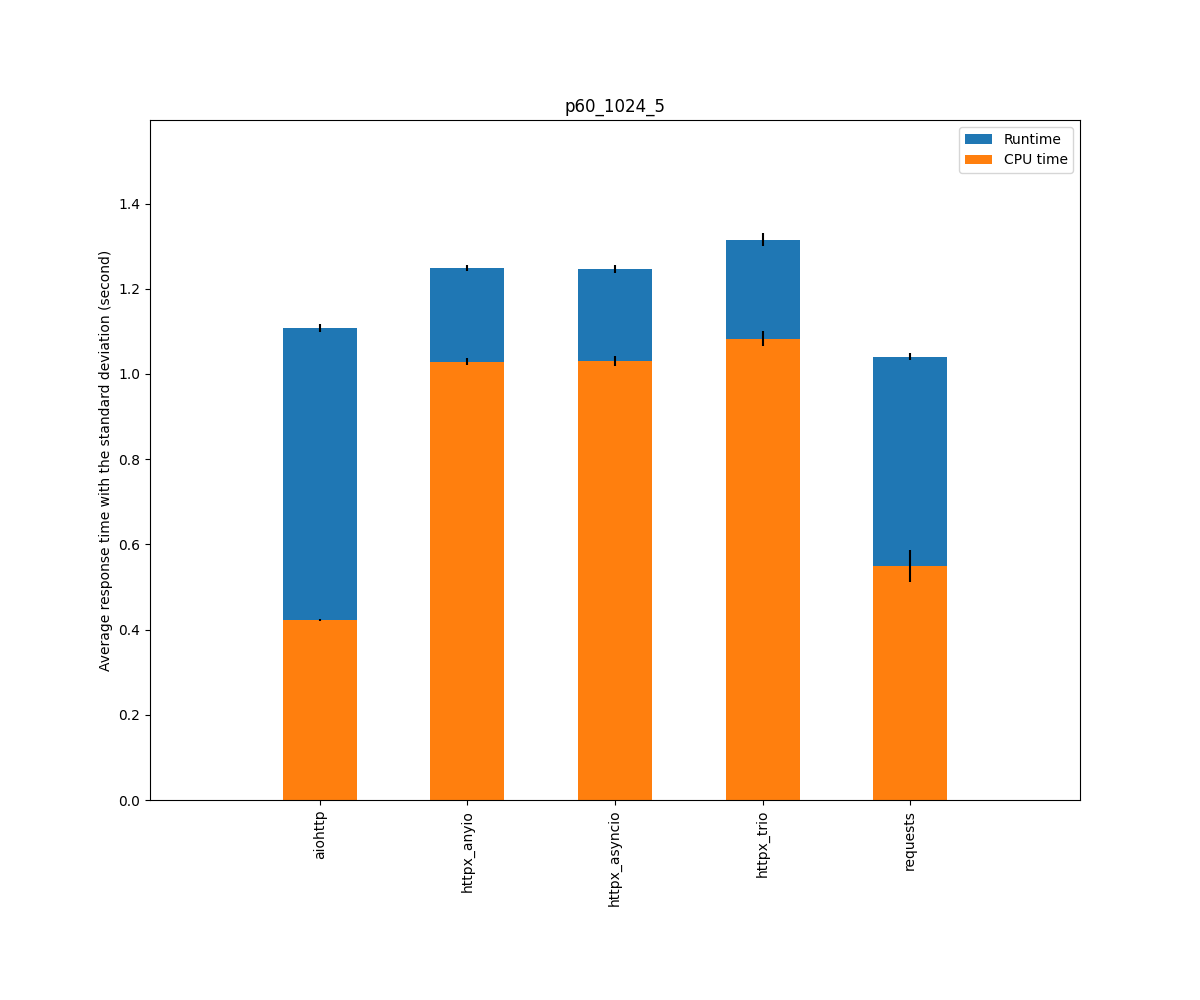 p60_1024_5
Runtime
CPU time
Average response time with the standard deviation (second)
1.4
1.2
1.0
0.8
0.6
0.4
0.2
0.0
aiohttp
httpx_anyio
httpx_asyncio
httpx_trio
requests